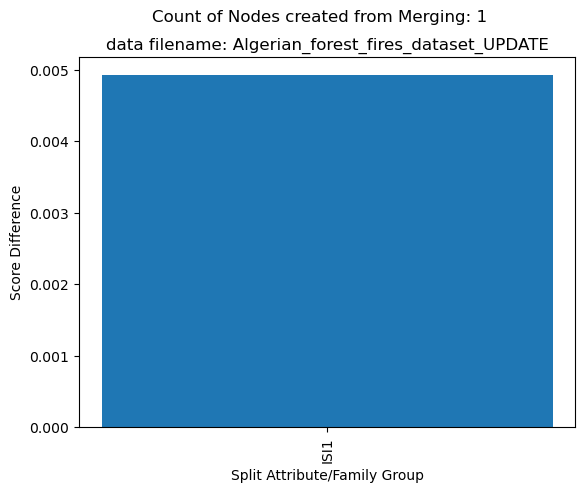 Count of Nodes created from Merging: 1
data filename: Algerian_forest_fires_dataset_UPDATE
0.005
0.004
0.003
0.002
0.001
0.000
Score Difference
ISI1
Split Attribute/Family Group